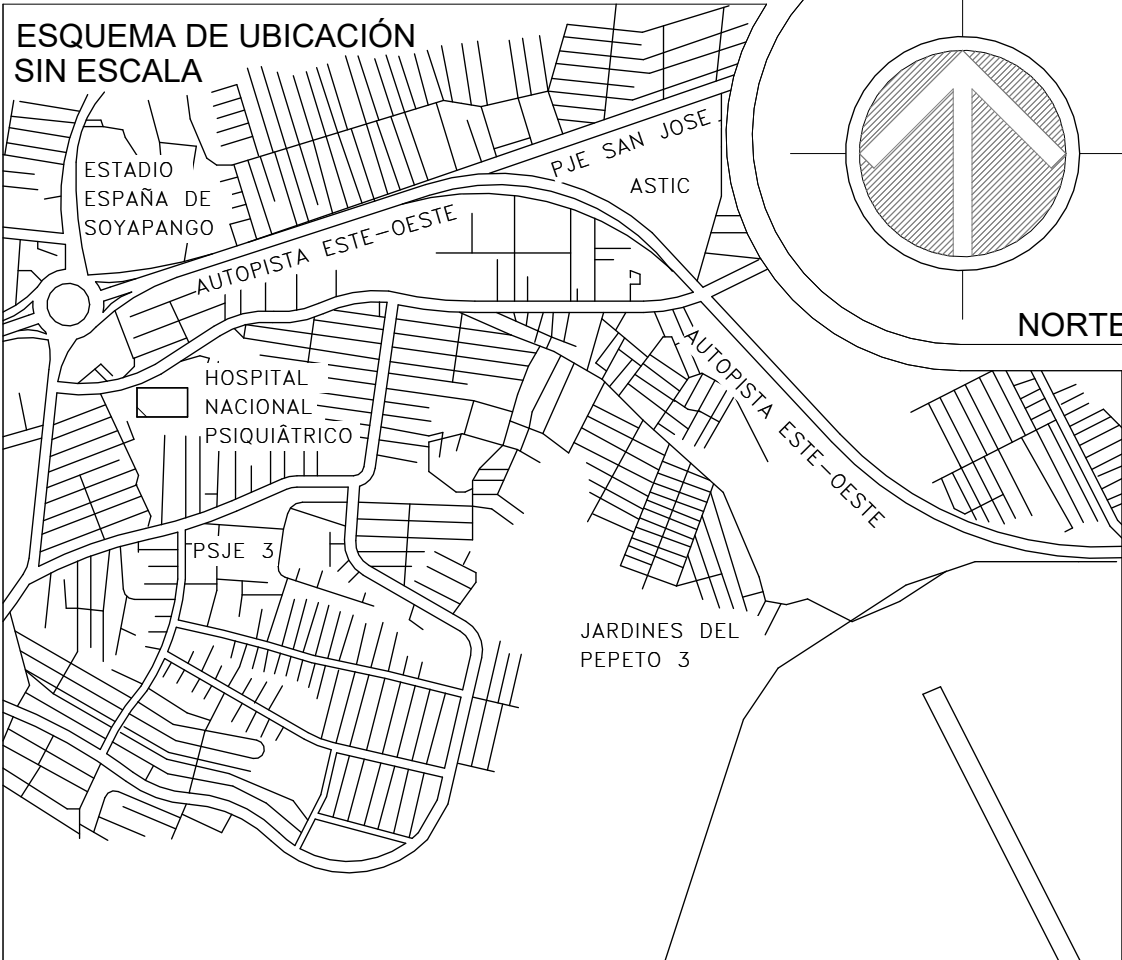 ESQUEMA DE UBICACIÓN
SIN ESCALA
ESTADIO
ESPAÑA DE
SOYAPANGO
PJE SAN JOSE
ASTIC
AUTOPISTA ESTE-OESTE
NORTE
HOSPITAL
NACIONAL
PSIQUIÂTRICO
AUTOPISTA ESTE-OESTE
PSJE 3
JARDINES DEL
PEPETO 3